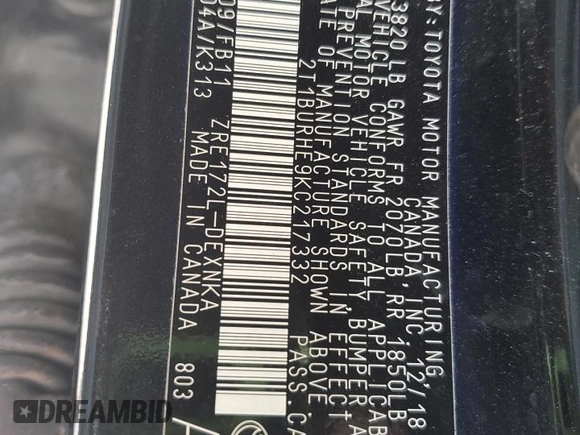 BY:TOYOTA MOTOR MANUFACTURING
CANADA, INC. 12/18
3820 LB GAWR FR 2070LB, RR 1850LB
VEHICLE CONFORMS TO ALL APPLICAB
AL MOTOR VEHICLE SAFETY, BUMPER,
PREVENTION STANDARDS IN EFFECT
ATE OF MANUFACTURE SHOWN ABOVE.
2T1BURHE9KC217332 PASS.CA
09/FB11 ZRE172L-DEXNKA
04A/K313 MADE IN CANADA 803
DREAMBID